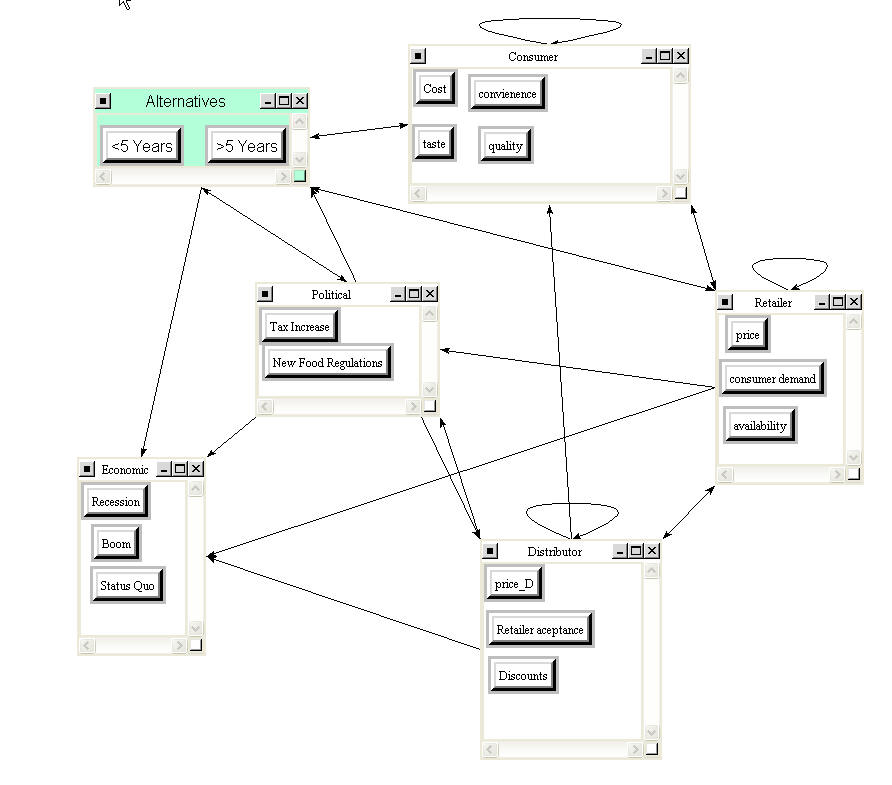 Consumer
Cost
convienence
taste
quality
Alternatives
<5 Years
>5 Years
Political
Tax Increase
New Food Regulations
Retailer
price
consumer demand
availability
Economic
Recession
Boom
Status Quo
Distributor
price_D
Retailer aceptance
Discounts